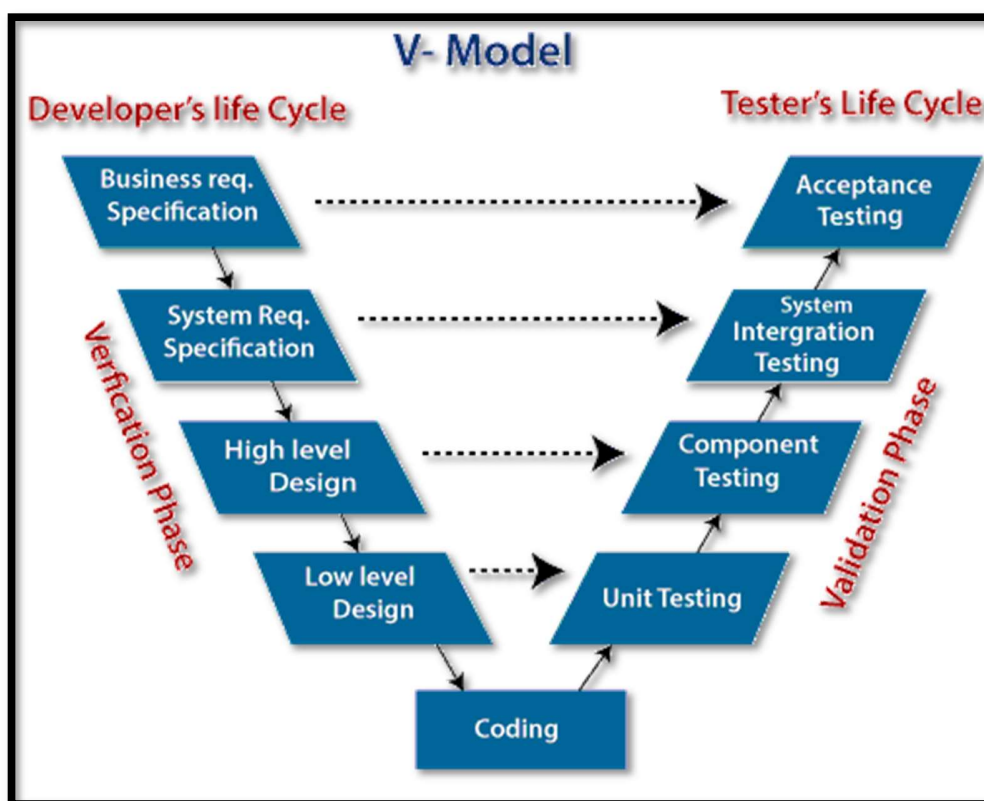 V- Model
Developer's life Cycle
Tester's Life Cycle
Business req.
Specification
Acceptance
Testing
System Req.
Specification
System
Intergration
Testing
Verfication Phase
High level
Design
Component
Testing
Validation Phase
Low level
Design
Unit Testing
Coding